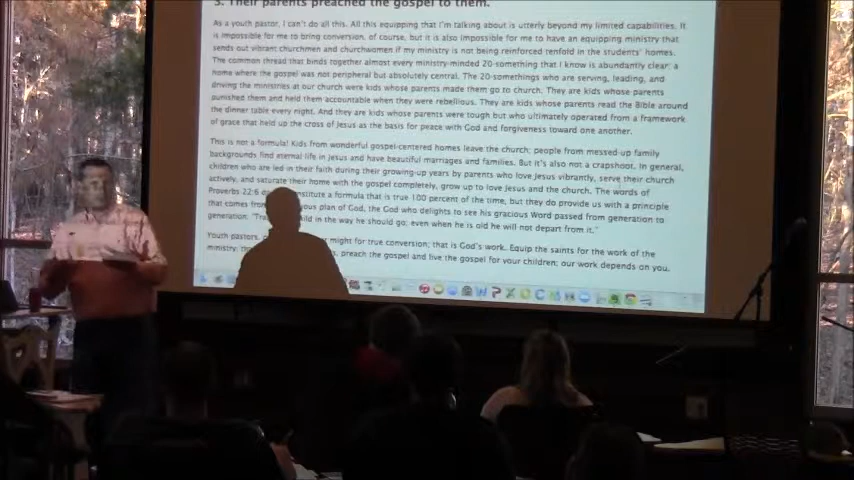 3. Their parents preached the gospel to them.
As a youth pastor, I can't do all this. All this equipping that I'm talking about is utterly beyond my limited capabilities. It
is impossible for me to bring conversion, of course, but it is also impossible for me to have an equipping ministry that
sends out vibrant churchmen and churchwomen if my ministry is not being reinforced tenfold in the students' homes.
The common thread that binds together almost every ministry-minded 20-something that I know is abundantly clear: a
home where the gospel was not peripheral but absolutely central. The 20-somethings who are serving, leading, and
driving the ministries at our church were kids whose parents made them go to church. They are kids whose parents
punished them and held them accountable when they were rebellious. They are kids whose parents read the Bible around
the dinner table every night. And they are kids whose parents were tough but who ultimately operated from a framework
of grace that held up the cross of Jesus as the basis for peace with God and forgiveness toward one another.
This is not a formula! Kids from wonderful gospel-centered homes leave the church; people from messed-up family
backgrounds find eternal life in Jesus and have beautiful marriages and families. But it's also not a crapshoot. In general,
children who are led in their faith during their growing-up years by parents who love Jesus vibrantly, serve their church
actively, and saturate their home with the gospel completely, grow up to love Jesus and the church. The words of
Proverbs 22:6 constitute a formula that is true 100 percent of the time, but they do provide us with a principle
that comes plan of God, the God who delights to see his gracious Word passed from generation to
generation: child in the way he should go; even when he is old he will not depart from it."
Youth pastors, might for true conversion; that is God's work. Equip the saints for the work of the
ministry; preach the gospel and live the gospel for your children; our work depends on you.